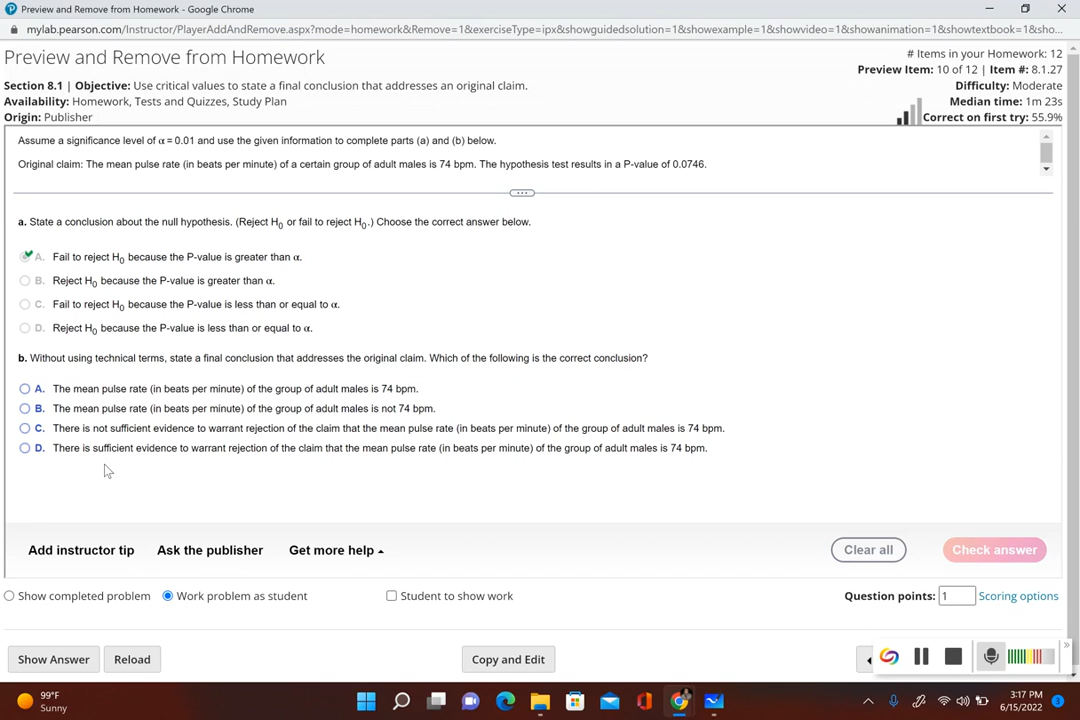 Preview and Remove from Homework - Google Chrome
mylab.pearson.com/Instructor/PlayerAddAndRemove.aspx?mode=homework&Remove=1&exerciseType=ipx&showguidedsolution=1&showexample=1&showvideo=1&showanimation=1&showtextbook=1&sho...
Preview and Remove from Homework
# Items in your Homework: 12
Preview Item: 10 of 12 | Item #: 8.1.27
Section 8.1 | Objective: Use critical values to state a final conclusion that addresses an original claim.
Difficulty: Moderate
Availability: Homework, Tests and Quizzes, Study Plan
Median time: 1m 23s
Origin: Publisher
Correct on first try: 55.9%
Assume a significance level of α = 0.01 and use the given information to complete parts (a) and (b) below.
Original claim: The mean pulse rate (in beats per minute) of a certain group of adult males is 74 bpm. The hypothesis test results in a P-value of 0.0746.
a. State a conclusion about the null hypothesis. (Reject H0 or fail to reject H0.) Choose the correct answer below.
A. Fail to reject H0 because the P-value is greater than α.
B. Reject H0 because the P-value is greater than α.
C. Fail to reject H0 because the P-value is less than or equal to α.
D. Reject H0 because the P-value is less than or equal to α.
b. Without using technical terms, state a final conclusion that addresses the original claim. Which of the following is the correct conclusion?
A. The mean pulse rate (in beats per minute) of the group of adult males is 74 bpm.
B. The mean pulse rate (in beats per minute) of the group of adult males is not 74 bpm.
C. There is not sufficient evidence to warrant rejection of the claim that the mean pulse rate (in beats per minute) of the group of adult males is 74 bpm.
D. There is sufficient evidence to warrant rejection of the claim that the mean pulse rate (in beats per minute) of the group of adult males is 74 bpm.
Add instructor tip Ask the publisher Get more help Clear all Check answer
Show completed problem Work problem as student Student to show work Question points: 1 Scoring options
Show Answer Reload Copy and Edit
99°F
Sunny
3:17 PM
6/15/2022
3